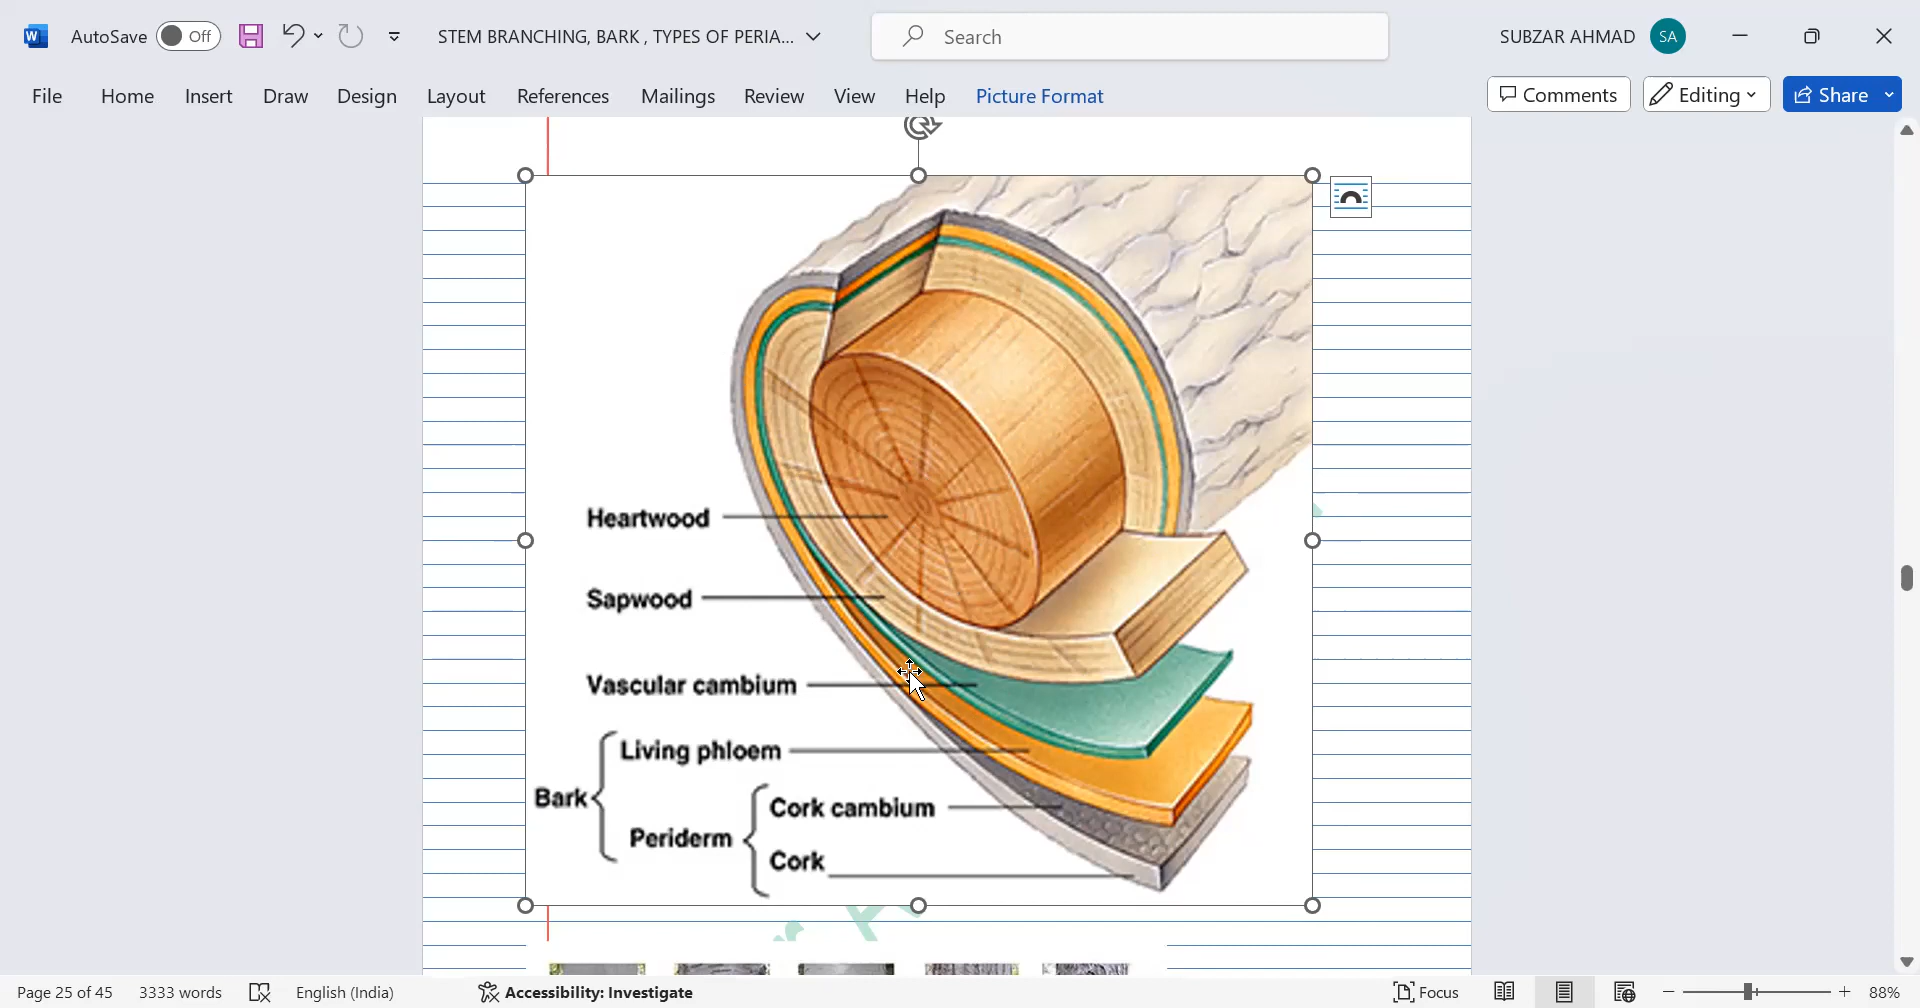 AutoSave Off STEM BRANCHING, BARK , TYPES OF PERIA... Search SUBZAR AHMAD SA
File Home Insert Draw Design Layout References Mailings Review View Help Picture Format Comments Editing Share
Heartwood
Sapwood
Vascular cambium
Living phloem
Bark
Cork cambium
Periderm
Cork
Page 25 of 45 3333 words English (India) Accessibility: Investigate Focus 88%